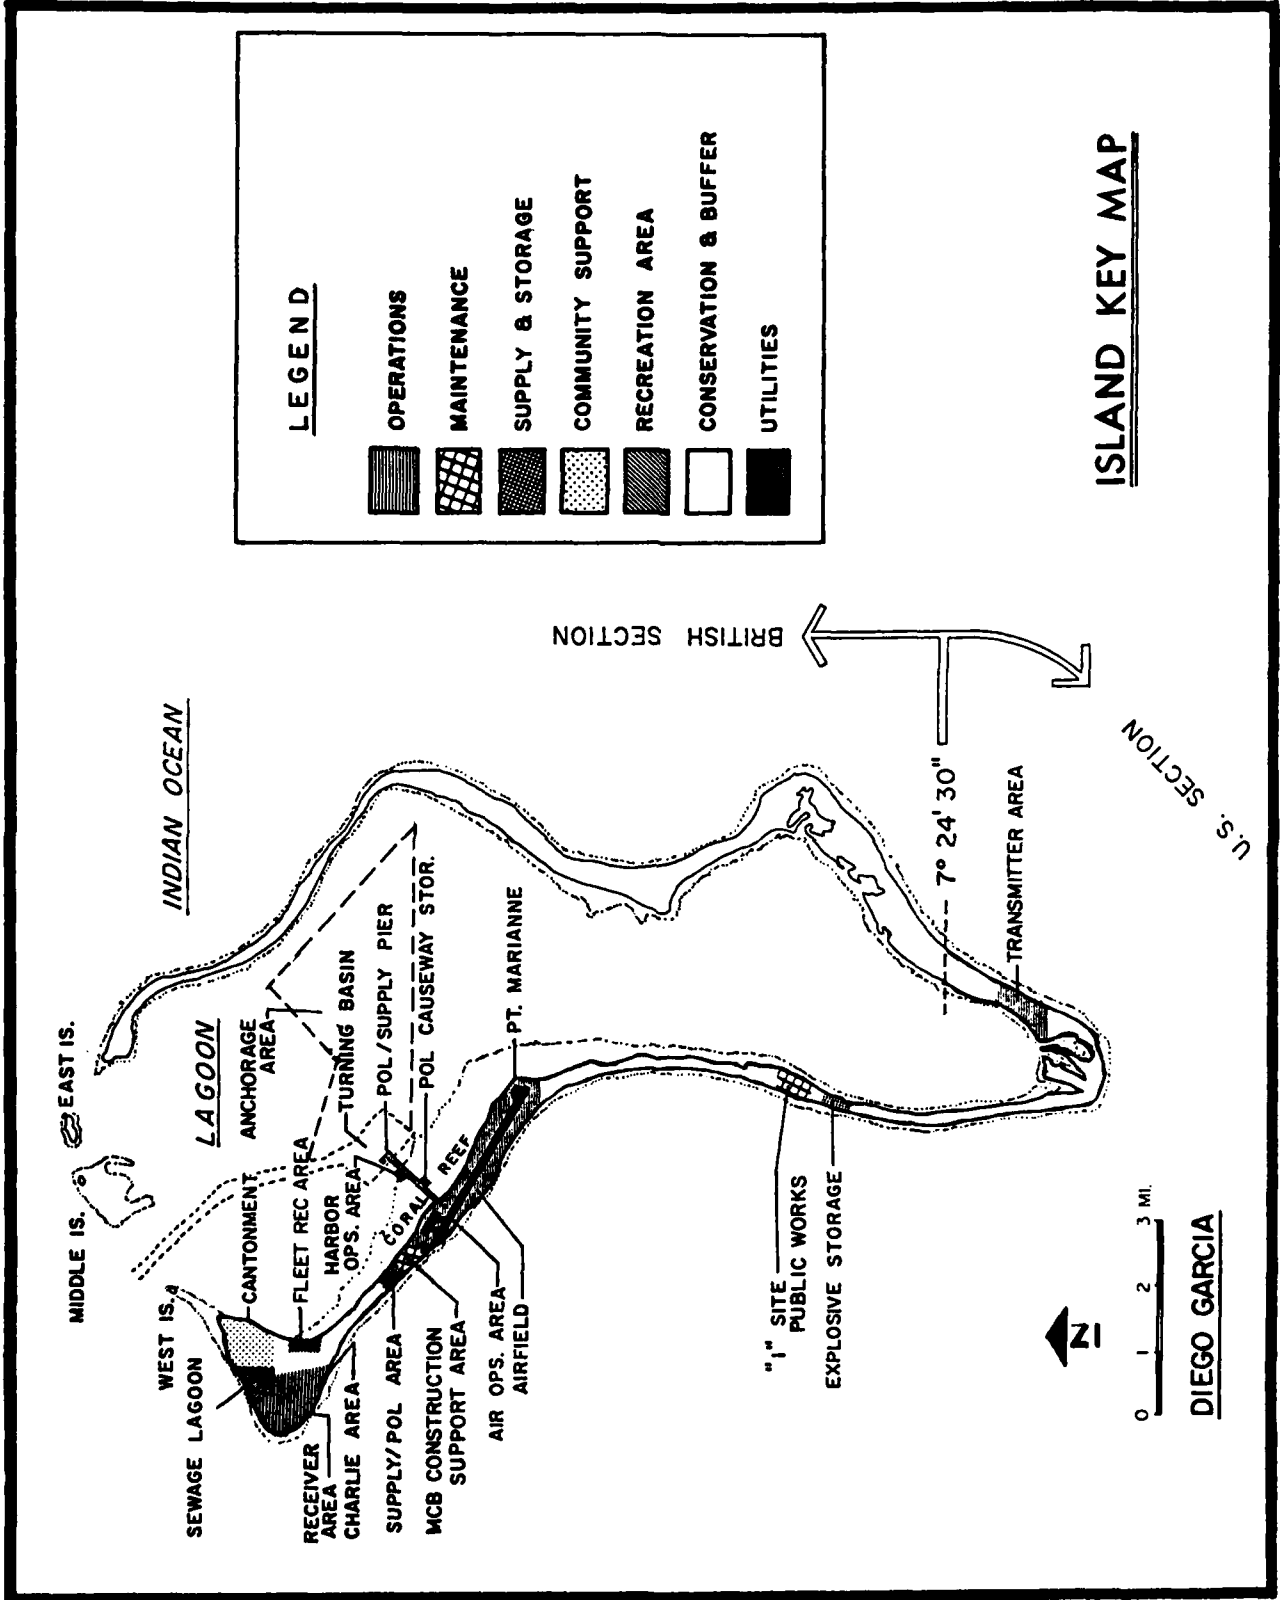 INDIAN OCEAN
MIDDLE IS.
EAST IS.
WEST IS.
LAGOON
SEWAGE LAGOON
CANTONMENT
ANCHORAGE
AREA
FLEET REC AREA
TURNING BASIN
HARBOR
OPS. AREA
POL/SUPPLY PIER
POL CAUSEWAY STOR.
CORAL REEF
PT. MARIANNE
RECEIVER
AREA
CHARLIE AREA
SUPPLY/POL AREA
MCB CONSTRUCTION
SUPPORT AREA
AIR OPS. AREA
AIRFIELD
"I" SITE
PUBLIC WORKS
EXPLOSIVE STORAGE
7° 24' 30"
TRANSMITTER AREA
BRITISH SECTION
U.S. SECTION
N
0 1 2 3 MI.
DIEGO GARCIA
LEGEND
OPERATIONS
MAINTENANCE
SUPPLY & STORAGE
COMMUNITY SUPPORT
RECREATION AREA
CONSERVATION & BUFFER
UTILITIES
ISLAND KEY MAP